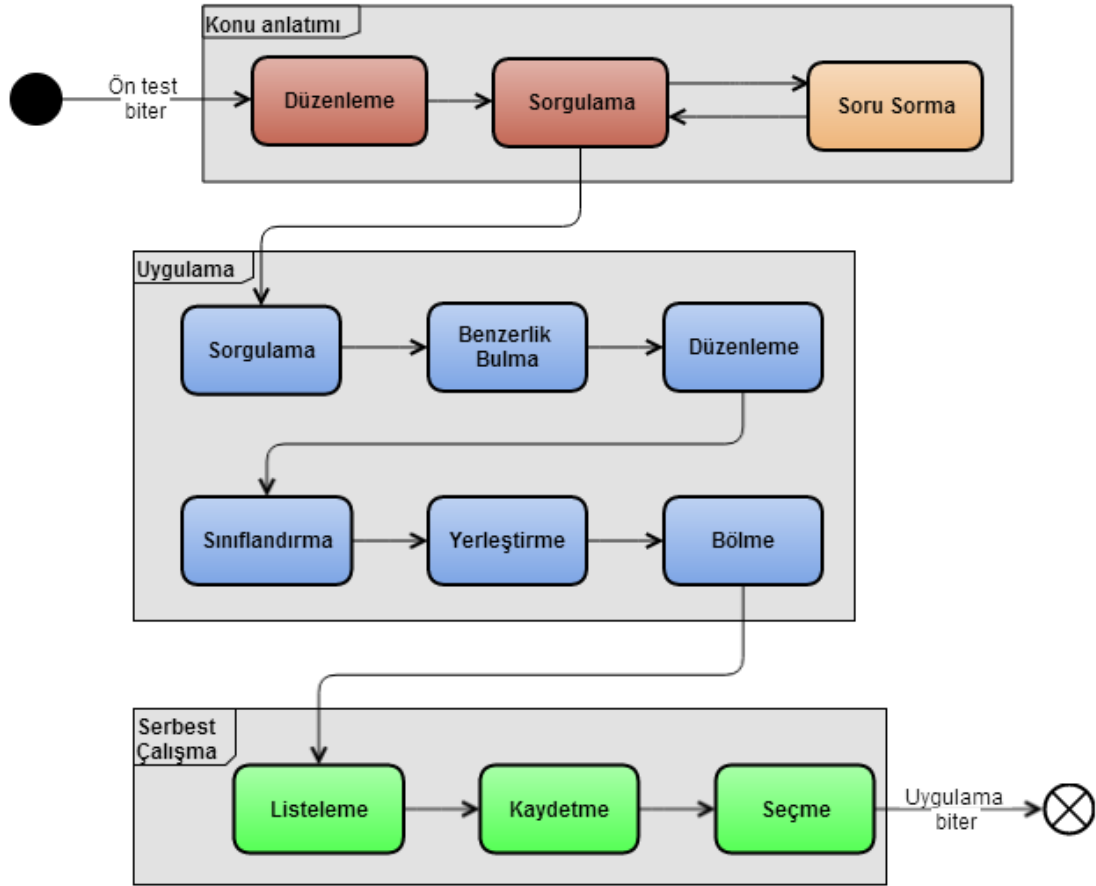 Konu anlatımı
Ön test
biter
Düzenleme
Sorgulama
Soru Sorma
Uygulama
Sorgulama
Benzerlik
Bulma
Düzenleme
Sınıflandırma
Yerleştirme
Bölme
Serbest
Çalışma
Listeleme
Kaydetme
Seçme
Uygulama
biter